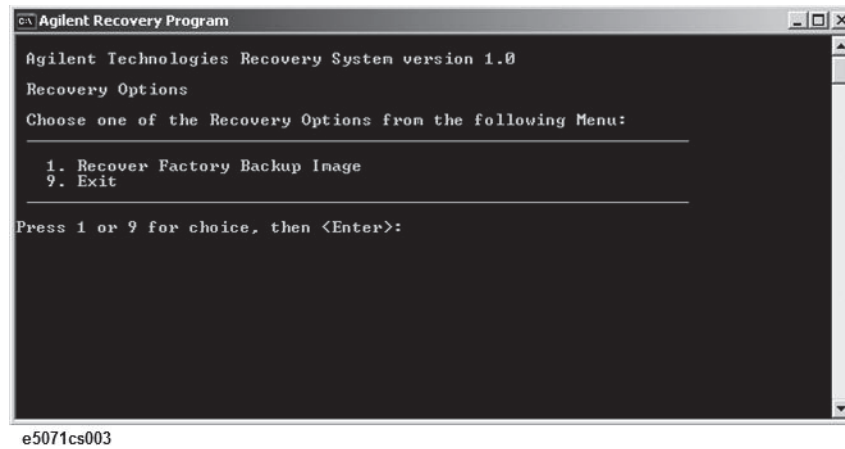 Agilent Recovery Program
Agilent Technologies Recovery System version 1.0
Recovery Options
Choose one of the Recovery Options from the following Menu:
1. Recover Factory Backup Image
9. Exit
Press 1 or 9 for choice, then <Enter>:
e5071cs003